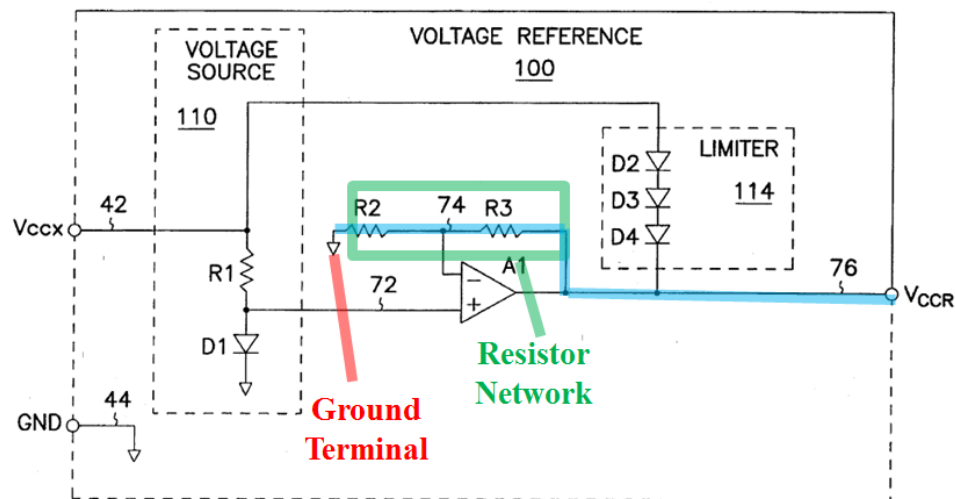 VOLTAGE REFERENCE
100
VOLTAGE
SOURCE
110
LIMITER
114
D2
D3
D4
42
VCCX
R2
74
R3
A1
R1
72
−
+
76
VCCR
D1
44
GND
Resistor
Network
Ground
Terminal